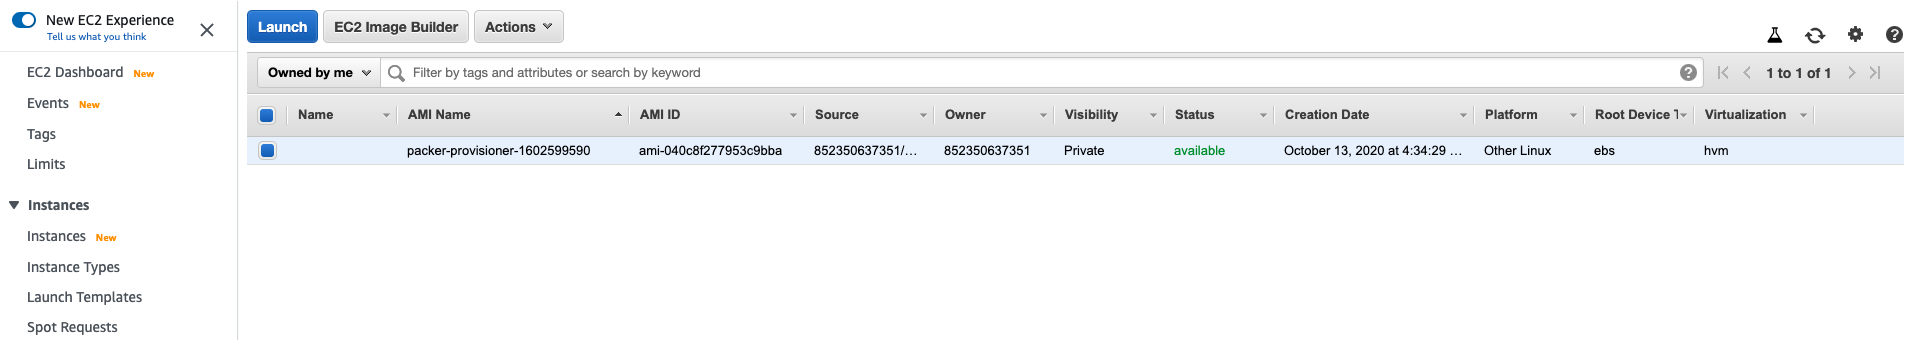 New EC2 Experience
Tell us what you think
EC2 Dashboard New
Events New
Tags
Limits
Instances
Instances New
Instance Types
Launch Templates
Spot Requests
Launch EC2 Image Builder Actions
Owned by me Filter by tags and attributes or search by keyword 1 to 1 of 1
Name AMI Name AMI ID Source Owner Visibility Status Creation Date Platform Root Device T Virtualization
packer-provisioner-1602599590 ami-040c8f277953c9bba 852350637351/... 852350637351 Private available October 13, 2020 at 4:34:29 ... Other Linux ebs hvm